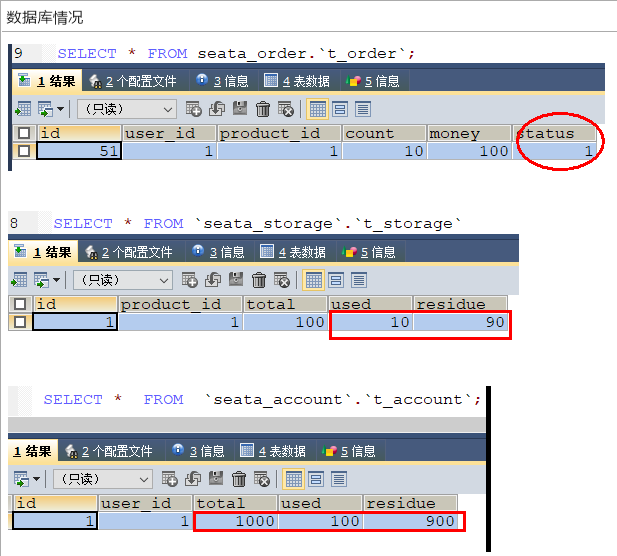 数据库情况
9 SELECT * FROM seata_order.`t_order`;
1 结果 2 个配置文件 3 信息 4 表数据 5 信息
(只读)
id user_id product_id count money status
51 1 1 10 100 1
8 SELECT * FROM `seata_storage`.`t_storage`
1 结果 2 个配置文件 3 信息 4 表数据 5 信息
(只读)
id product_id total used residue
1 1 100 10 90
SELECT * FROM `seata_account`.`t_account`;
1 结果 2 个配置文件 3 信息 4 表数据 5 信息
(只读)
id user_id total used residue
1 1 1000 100 900